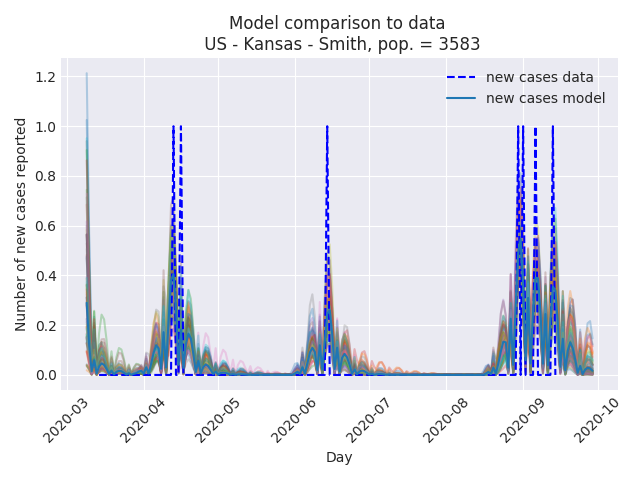 Model comparison to data
US - Kansas - Smith, pop. = 3583
new cases data
new cases model
Number of new cases reported
1.2
1.0
0.8
0.6
0.4
0.2
0.0
2020-03
2020-04
2020-05
2020-06
2020-07
2020-08
2020-09
2020-10
Day